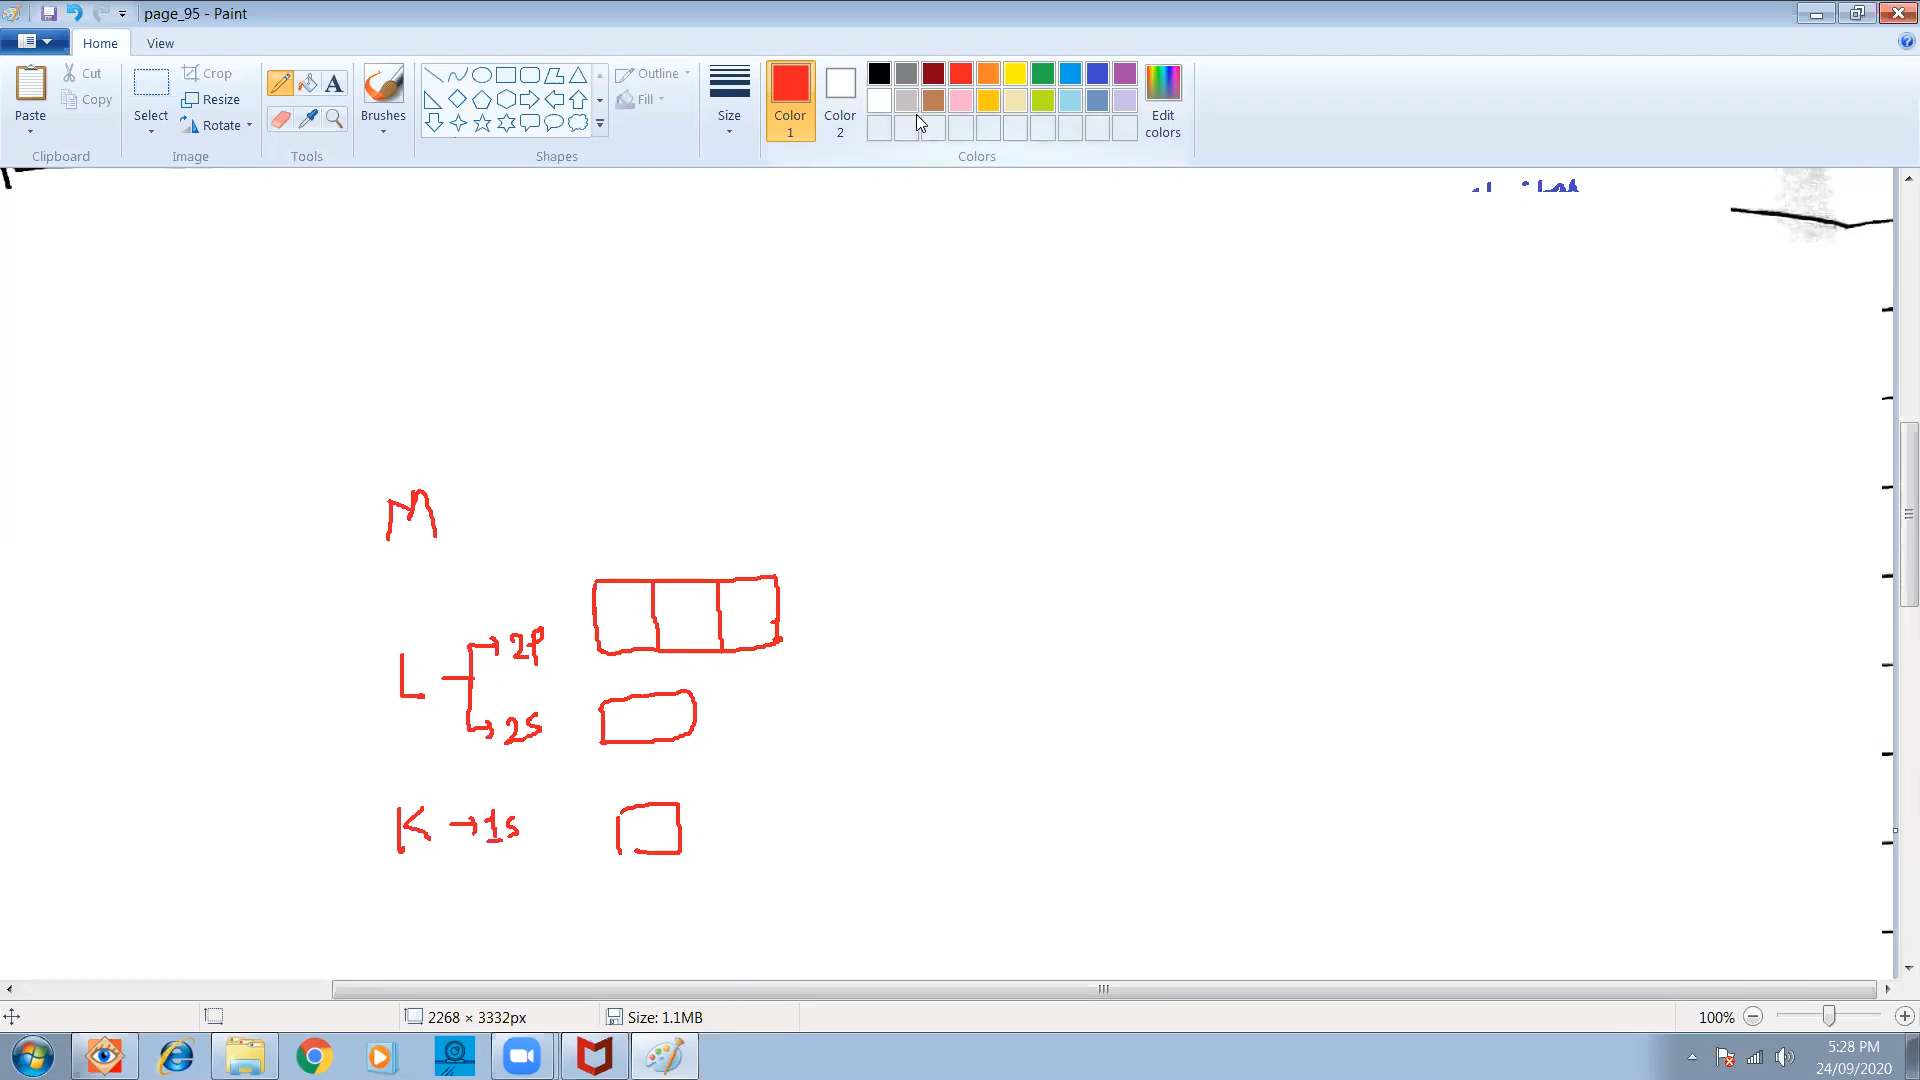 page_95 - Paint
Home View
Paste
Cut
Copy
Clipboard
Select
Crop
Resize
Rotate
Image
A
Tools
Brushes
Shapes
Outline
Fill
Size
Color 1
Color 2
Edit colors
Colors
M
L → 2p
→ 2s
K → 1s
2268 × 3332px
Size: 1.1MB
100%
5:28 PM
24/09/2020